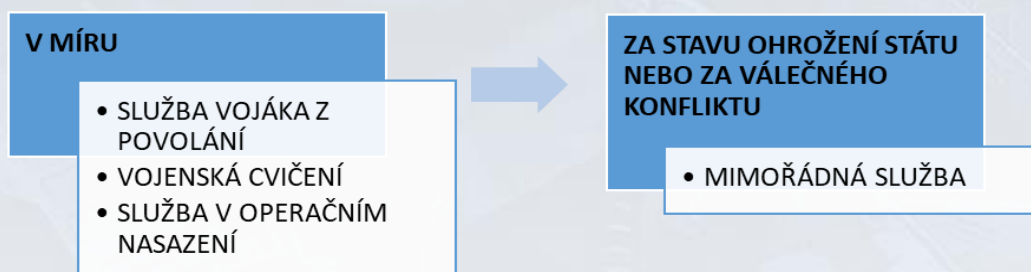 V MÍRU
• SLUŽBA VOJÁKA Z
POVOLÁNÍ
• VOJENSKÁ CVIČENÍ
• SLUŽBA V OPERAČNÍM
NASAZENÍ
ZA STAVU OHROŽENÍ STÁTU
NEBO ZA VÁLEČNÉHO
KONFLIKTU
• MIMOŘÁDNÁ SLUŽBA